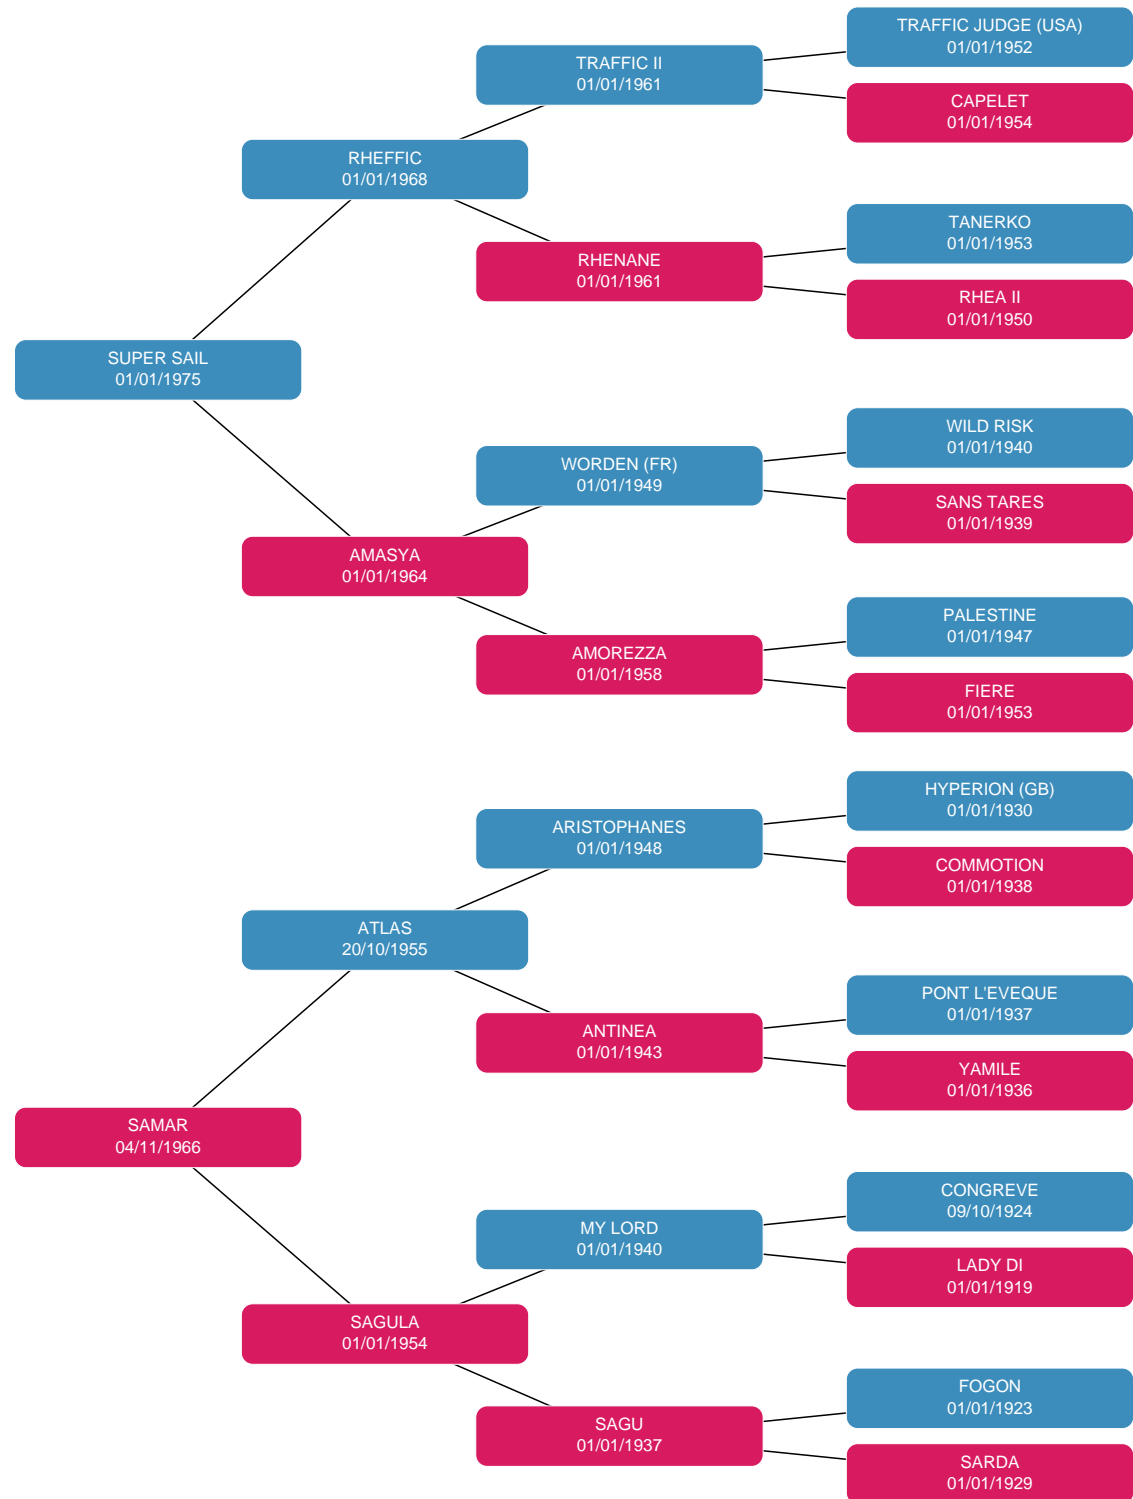 TRAFFIC JUDGE (USA)
01/01/1952
TRAFFIC II
01/01/1961
CAPELET
01/01/1954
RHEFFIC
01/01/1968
TANERKO
01/01/1953
RHENANE
01/01/1961
RHEA II
01/01/1950
SUPER SAIL
01/01/1975
WILD RISK
01/01/1940
WORDEN (FR)
01/01/1949
SANS TARES
01/01/1939
AMASYA
01/01/1964
PALESTINE
01/01/1947
AMOREZZA
01/01/1958
FIERE
01/01/1953
HYPERION (GB)
01/01/1930
ARISTOPHANES
01/01/1948
COMMOTION
01/01/1938
ATLAS
20/10/1955
PONT L'EVEQUE
01/01/1937
ANTINEA
01/01/1943
YAMILE
01/01/1936
SAMAR
04/11/1966
CONGREVE
09/10/1924
MY LORD
01/01/1940
LADY DI
01/01/1919
SAGULA
01/01/1954
FOGON
01/01/1923
SAGU
01/01/1937
SARDA
01/01/1929